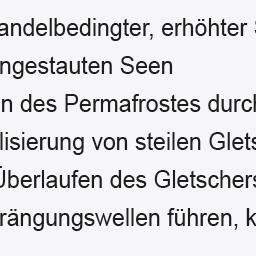 andelbedingter, erhöhter S
ngestauten Seen
n des Permafrostes durch
lisierung von steilen Glets
Überlaufen des Gletschers
rängungswellen führen, k